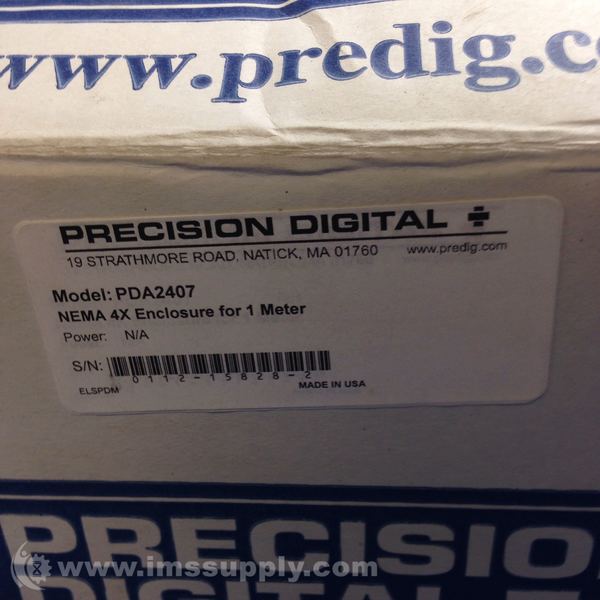 www.predig.co
PRECISION DIGITAL
19 STRATHMORE ROAD, NATICK, MA 01760 www.predig.com
Model: PDA2407
NEMA 4X Enclosure for 1 Meter
Power: N/A
S/N:
0112-15828-2
ELSPDM MADE IN USA
PRECISIO
DIGITAL
www.imssupply.com